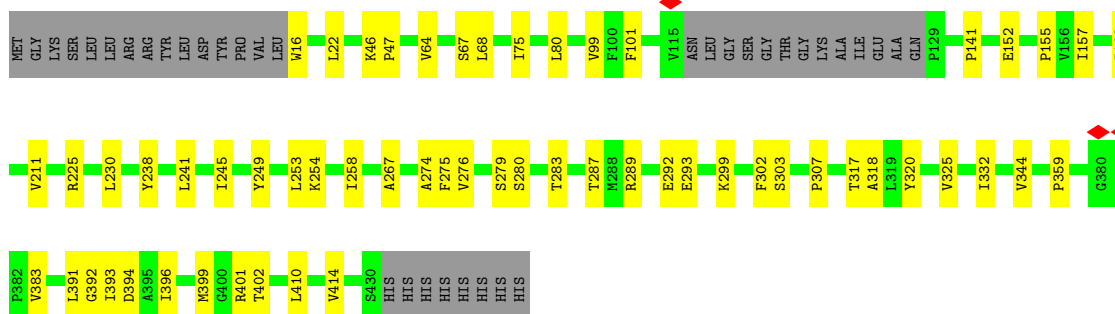 MET GLY LYS SER LEU LEU ARG ARG TYR LEU ASP TYR PRO VAL LEU W16 L22 K46 P47 V64 S67 L68 I75 L80 V99 F100 F101 V115 ASN LEU GLY SER GLY THR GLY LYS ALA ILE GLU ALA GLN P129 P141 E152 P155 V156 I157
V211 R225 L230 Y238 L241 I245 Y249 L253 K254 I258 A267 A274 F275 V276 S279 S280 T283 T287 M288 R289 E292 E293 K299 F302 S303 P307 T317 A318 L319 Y320 V325 I332 V344 P359 G380
P382 V383 L391 G392 I393 D394 A395 I396 M399 G400 R401 T402 L410 V414 S430 HIS HIS HIS HIS HIS HIS HIS HIS